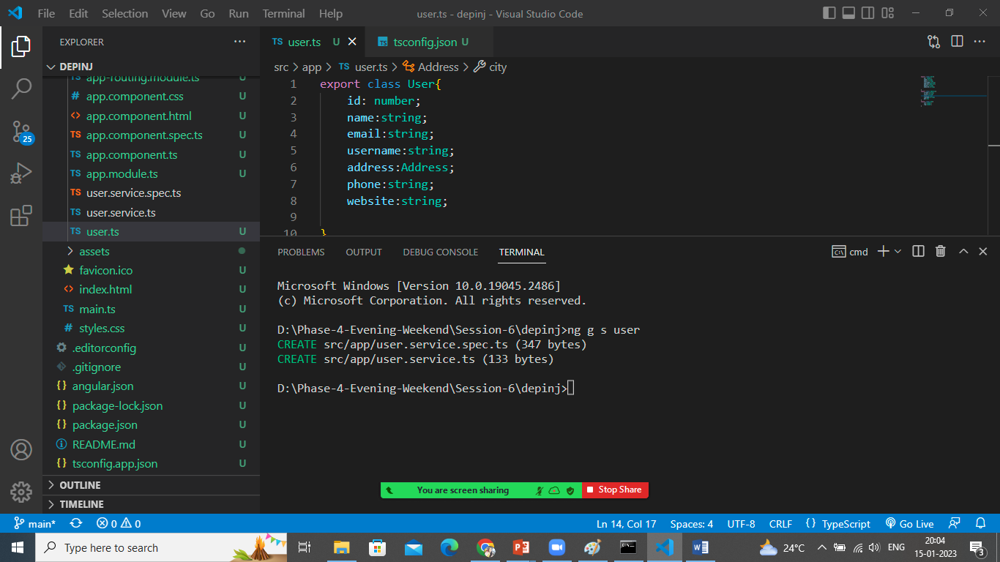 File Edit Selection View Go Run Terminal Help
user.ts - depinj - Visual Studio Code
EXPLORER
DEPINJ
app-routing.module.ts U
# app.component.css U
<> app.component.html U
TS app.component.spec.ts U
TS app.component.ts U
TS app.module.ts U
TS user.service.spec.ts
TS user.service.ts
TS user.ts U
assets
favicon.ico U
<> index.html U
TS main.ts U
# styles.css U
.editorconfig U
.gitignore U
{} angular.json U
{} package-lock.json U
{} package.json U
README.md U
{} tsconfig.app.json U
OUTLINE
TIMELINE
25
TS user.ts U
TS tsconfig.json U
src > app > TS user.ts > Address > city
1 export class User{
2 id: number;
3 name:string;
4 email:string;
5 username:string;
6 address:Address;
7 phone:string;
8 website:string;
9
10 }
PROBLEMS OUTPUT DEBUG CONSOLE TERMINAL
cmd
Microsoft Windows [Version 10.0.19045.2486]
(c) Microsoft Corporation. All rights reserved.
D:\Phase-4-Evening-Weekend\Session-6\depinj>ng g s user
CREATE src/app/user.service.spec.ts (347 bytes)
CREATE src/app/user.service.ts (133 bytes)
D:\Phase-4-Evening-Weekend\Session-6\depinj>
You are screen sharing
Stop Share
main* 0 0
Ln 14, Col 17 Spaces: 4 UTF-8 CRLF {} TypeScript Go Live
Type here to search
24°C
ENG
20:04
15-01-2023
3